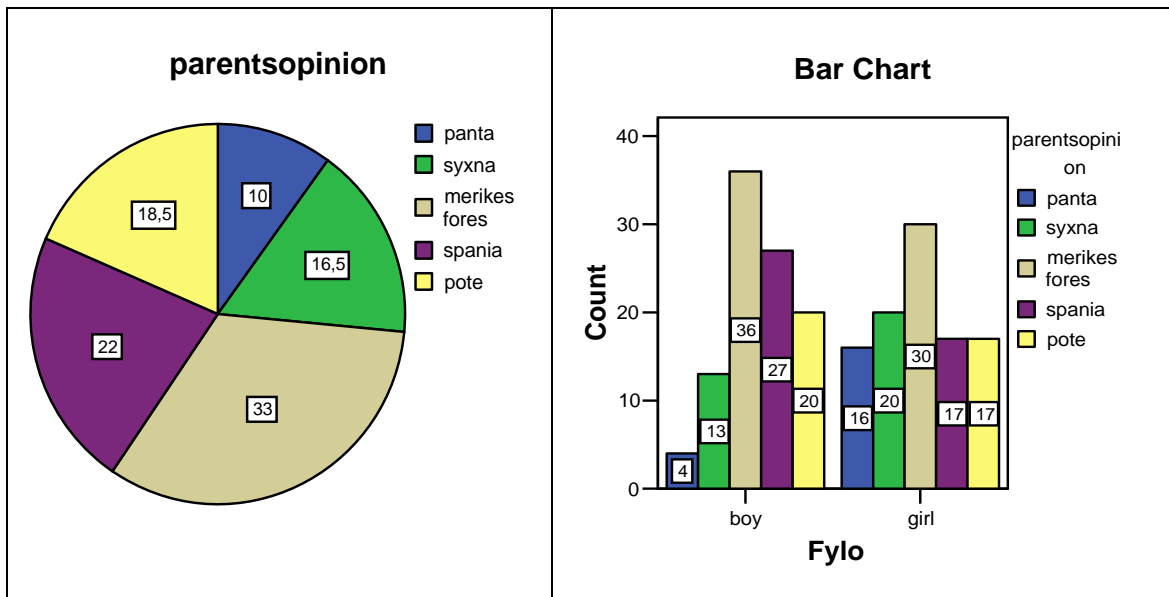 parentsopinion
panta
syxna
merikes
fores
spania
pote
10
16,5
33
22
18,5
Bar Chart
Count
40
30
20
10
0
4
13
36
27
20
16
20
30
17
17
boy
girl
Fylo
parentsopini
on
panta
syxna
merikes
fores
spania
pote